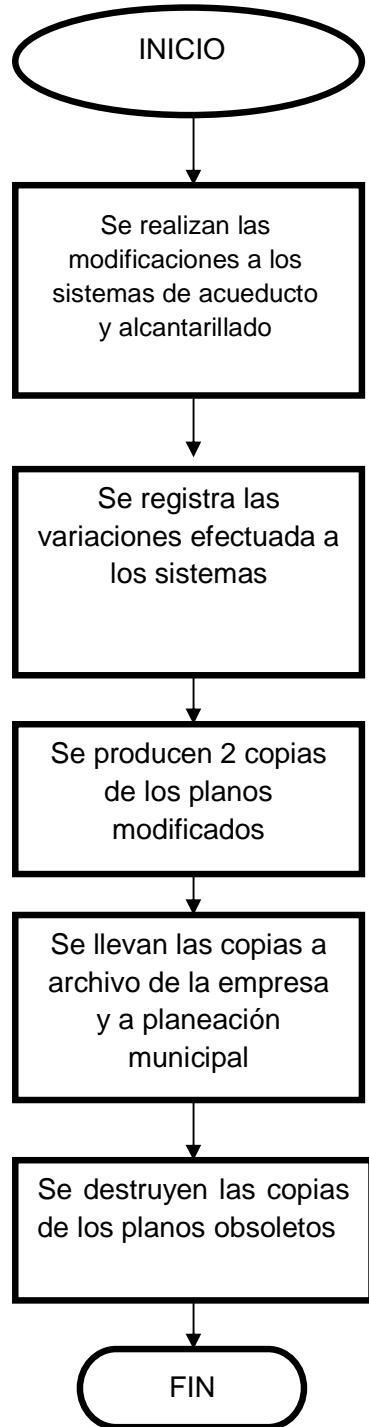 INICIO
Se realizan las
modificaciones a los
sistemas de acueducto
y alcantarillado
Se registra las
variaciones efectuada a
los sistemas
Se producen 2 copias
de los planos
modificados
Se llevan las copias a
archivo de la empresa
y a planeación
municipal
Se destruyen las copias
de los planos obsoletos
FIN